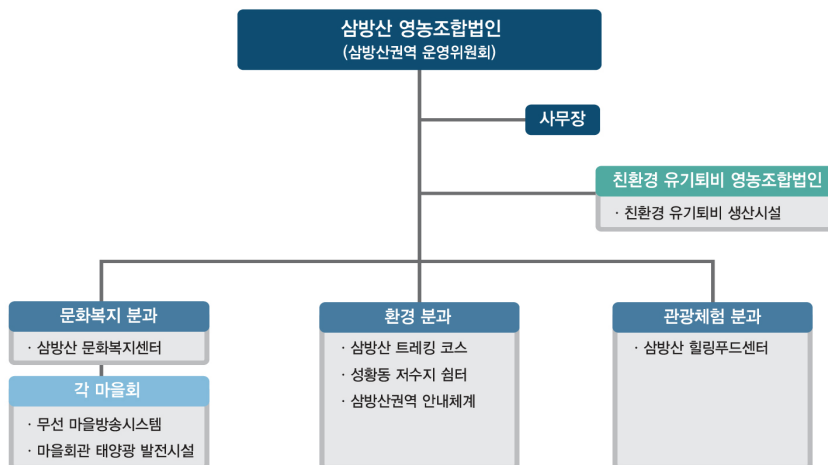 삼방산 영농조합법인
(삼방산권역 운영위원회)
사무장
친환경 유기퇴비 영농조합법인
· 친환경 유기퇴비 생산시설
문화복지 분과
· 삼방산 문화복지센터
각 마을회
· 무선 마을방송시스템
· 마을회관 태양광 발전시설
환경 분과
· 삼방산 트레킹 코스
· 성황동 저수지 쉼터
· 삼방산권역 안내체계
관광체험 분과
· 삼방산 힐링푸드센터